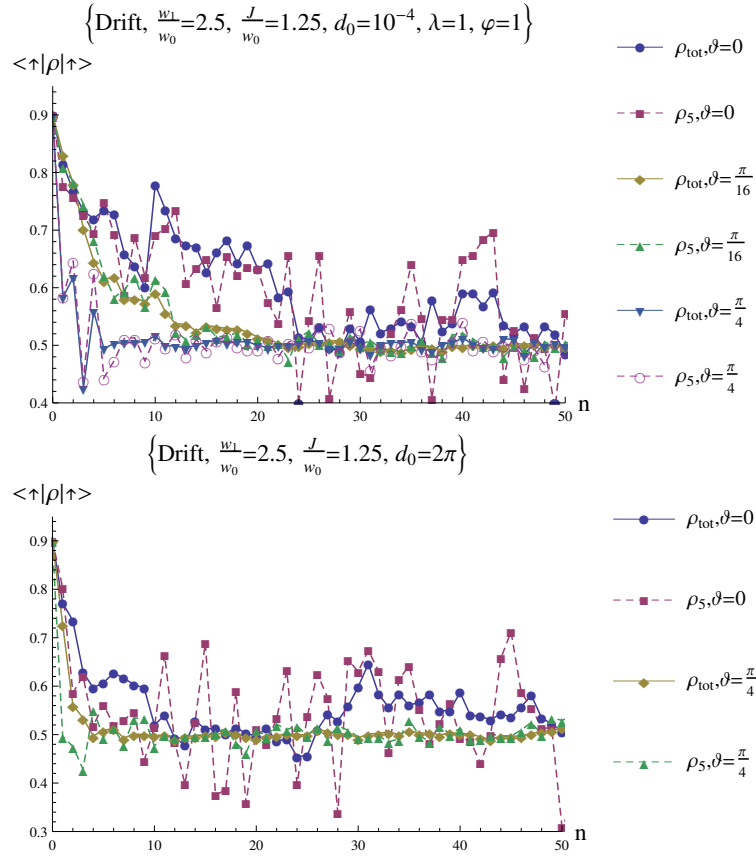 {Drift, w₁/w₀=2.5, J/w₀=1.25, d₀=10⁻⁴, λ=1, φ=1}
<↑|ρ|↑>
0.9
0.8
0.7
0.6
0.5
0.4
0 10 20 30 40 50 n
ρtot,ϑ=0
ρ₅,ϑ=0
ρtot,ϑ=π/16
ρ₅,ϑ=π/16
ρtot,ϑ=π/4
ρ₅,ϑ=π/4
{Drift, w₁/w₀=2.5, J/w₀=1.25, d₀=2π}
<↑|ρ|↑>
0.9
0.8
0.7
0.6
0.5
0.4
0.3
0 10 20 30 40 50 n
ρtot,ϑ=0
ρ₅,ϑ=0
ρtot,ϑ=π/4
ρ₅,ϑ=π/4